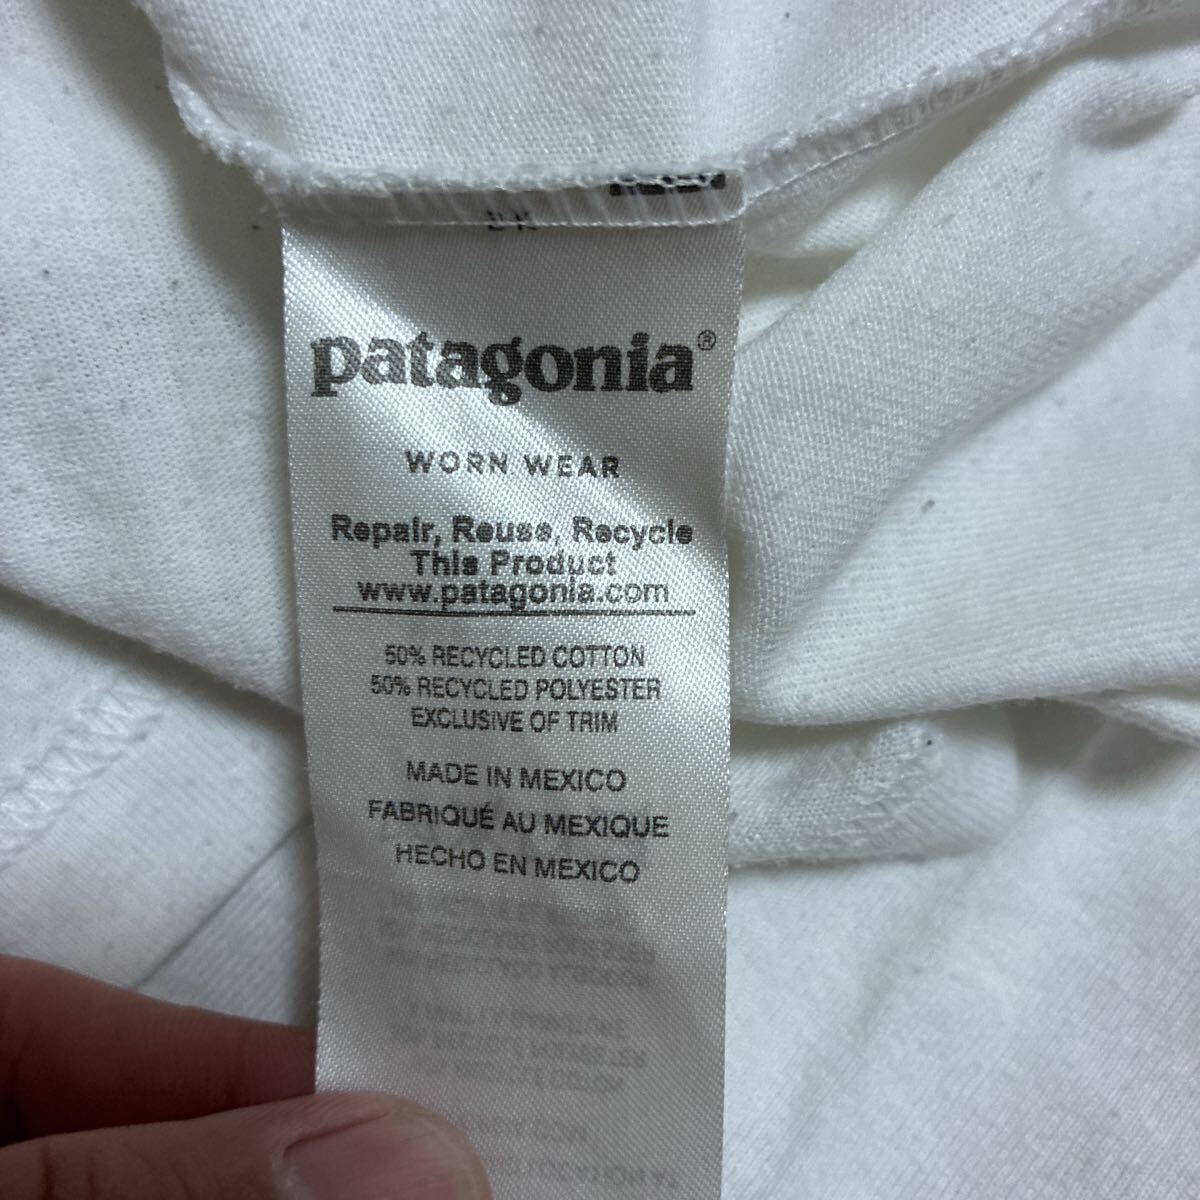 patagonia®
WORN WEAR
Repair, Reuse, Recycle
This Product
www.patagonia.com
50% RECYCLED COTTON
50% RECYCLED POLYESTER
EXCLUSIVE OF TRIM
MADE IN MEXICO
FABRIQUÉ AU MEXIQUE
HECHO EN MEXICO